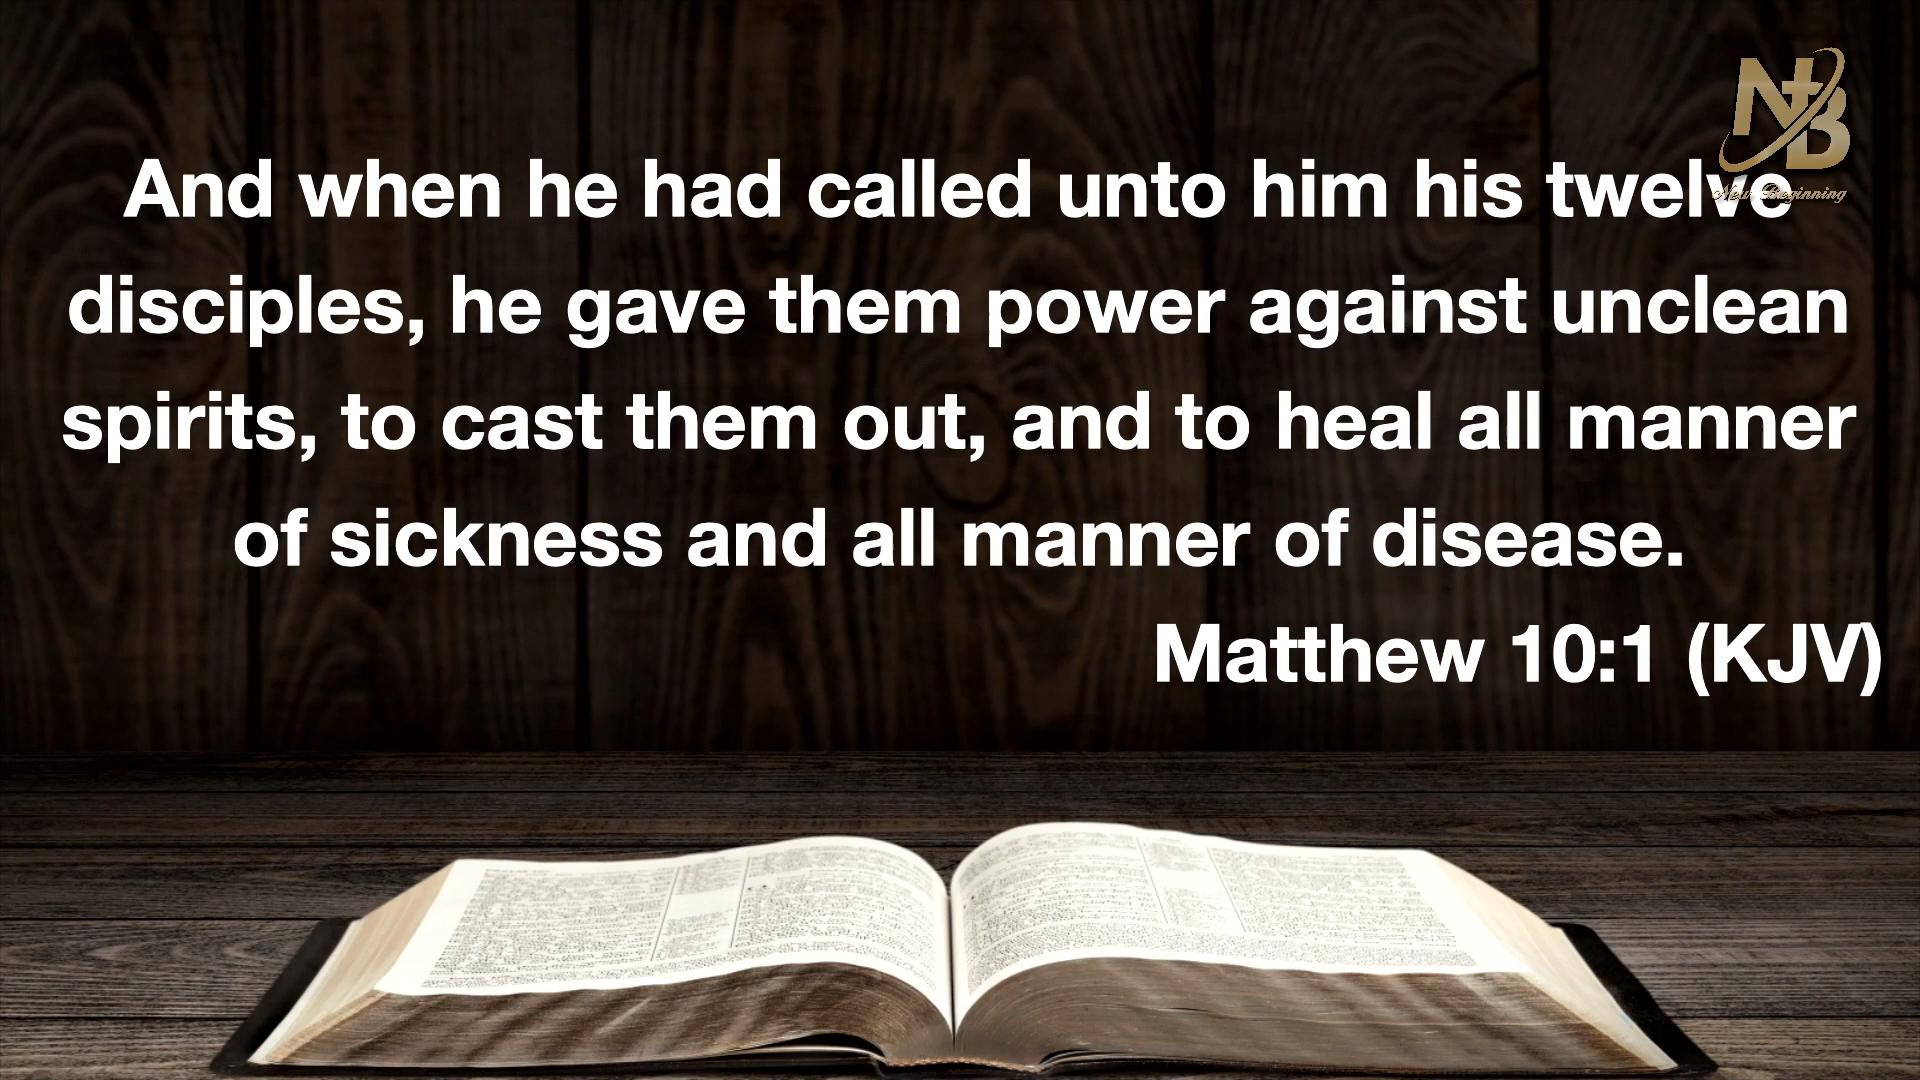 NB
New Beginning
And when he had called unto him his twelve
disciples, he gave them power against unclean
spirits, to cast them out, and to heal all manner
of sickness and all manner of disease.
Matthew 10:1 (KJV)